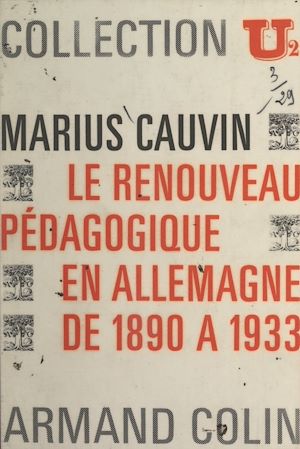 COLLECTION U2
3/29
MARIUS CAUVIN
LE RENOUVEAU
PÉDAGOGIQUE
EN ALLEMAGNE
DE 1890 A 1933
ARMAND COLIN